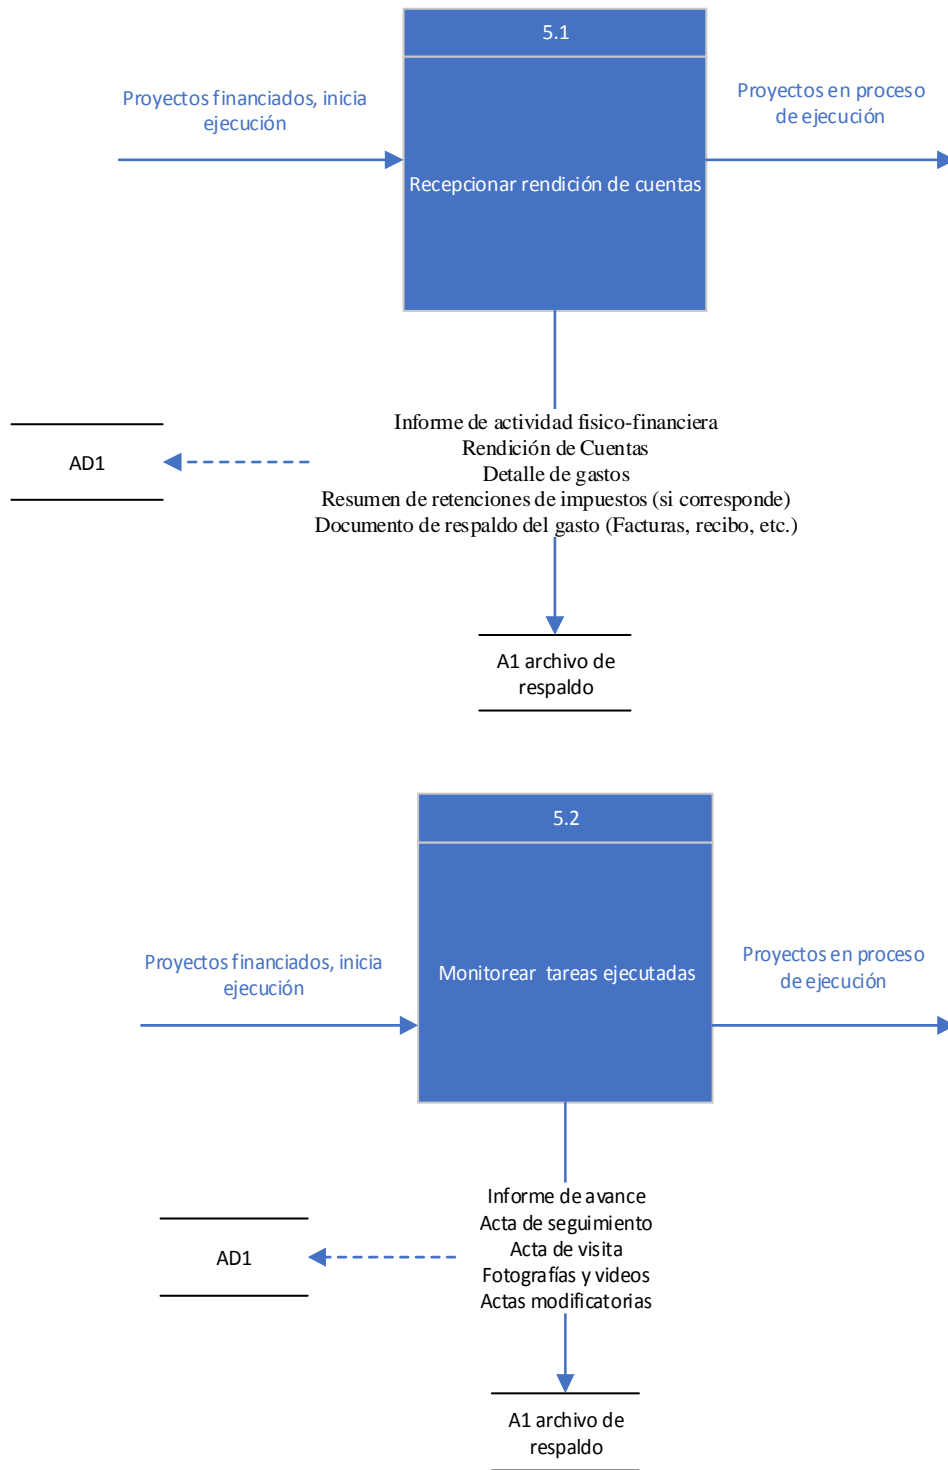 5.1
Proyectos financiados, inicia
ejecución
Recepcionar rendición de cuentas
Proyectos en proceso
de ejecución
Informe de actividad fisico-financiera
Rendición de Cuentas
Detalle de gastos
Resumen de retenciones de impuestos (si corresponde)
Documento de respaldo del gasto (Facturas, recibo, etc.)
AD1
A1 archivo de
respaldo
5.2
Proyectos financiados, inicia
ejecución
Monitorear tareas ejecutadas
Proyectos en proceso
de ejecución
Informe de avance
Acta de seguimiento
Acta de visita
Fotografías y videos
Actas modificatorias
AD1
A1 archivo de
respaldo